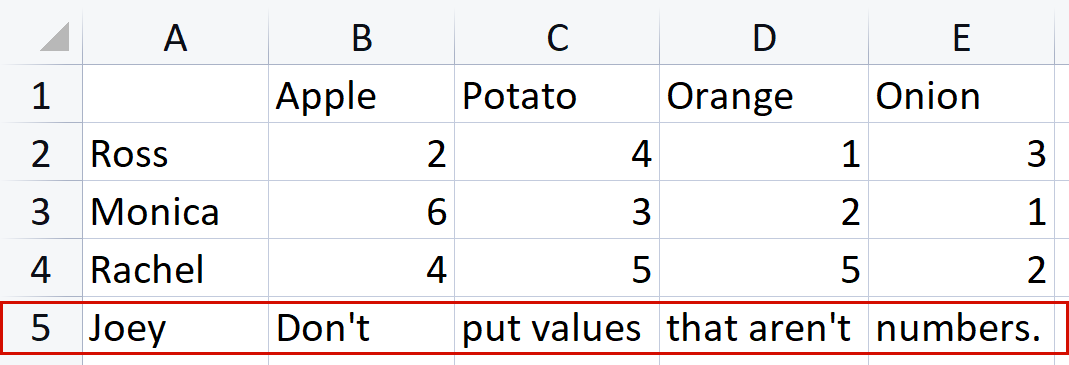 A B C D E
1 Apple Potato Orange Onion
2 Ross 2 4 1 3
3 Monica 6 3 2 1
4 Rachel 4 5 5 2
5 Joey Don't put values that aren't numbers.